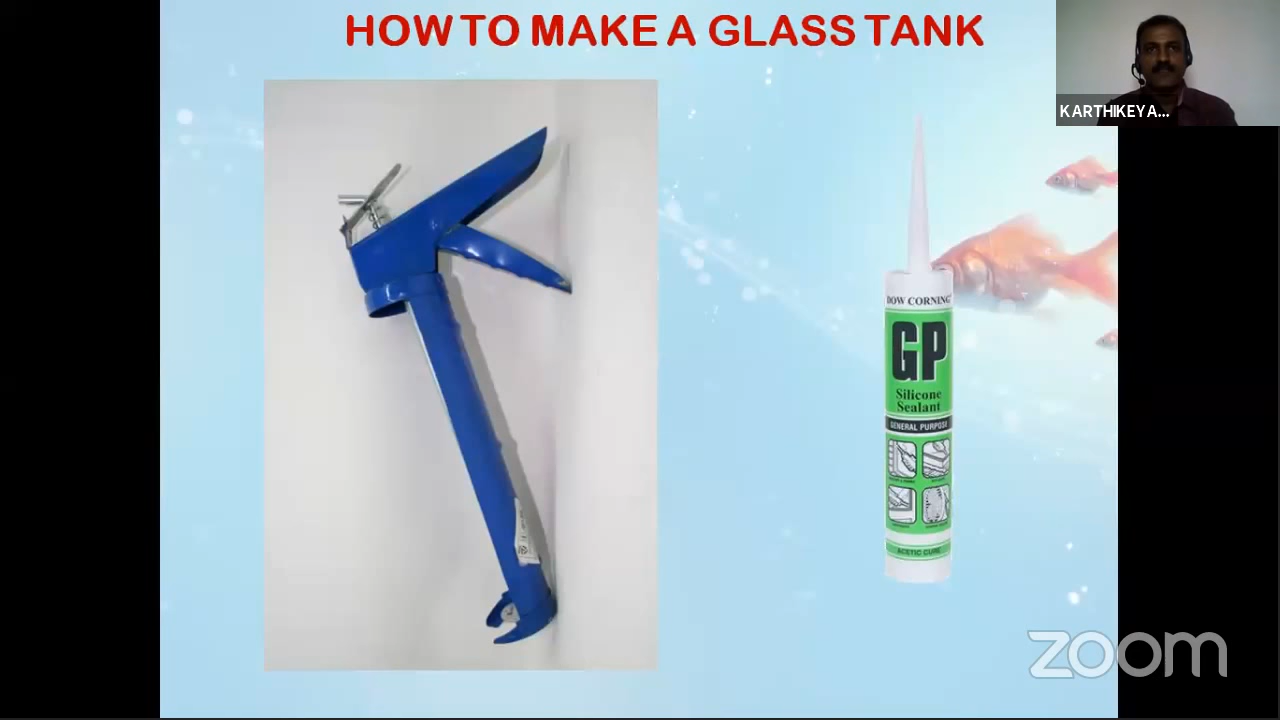 HOW TO MAKE A GLASS TANK
KARTHIKEYA...
DOW CORNING
GP
Silicone
Sealant
GENERAL PURPOSE
ACETIC CURE
zoom